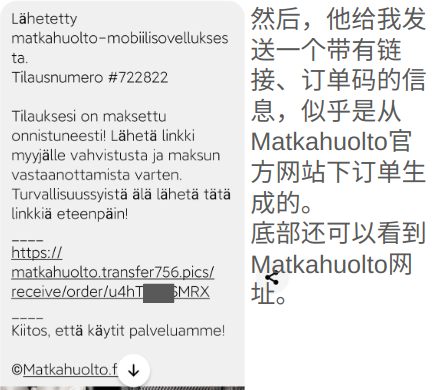 Lähetetty
matkahuolto-mobiilisovellukses
ta.
Tilausnumero #722822
Tilauksesi on maksettu
onnistuneesti! Lähetä linkki
myyjälle vahvistusta ja maksun
vastaanottamista varten.
Turvallisuussyistä älä lähetä tätä
linkkiä eteenpäin!
____
https://
matkahuolto.transfer756.pics/
receive/order/u4hT SMRX
____
Kiitos, että käytit palveluamme!
©Matkahuolto.f
然后，他给我发
送一个带有链
接、订单码的信
息，似乎是从
Matkahuolto官
方网站下订单生
成的。
底部还可以看到
Matkahuolto网
址。